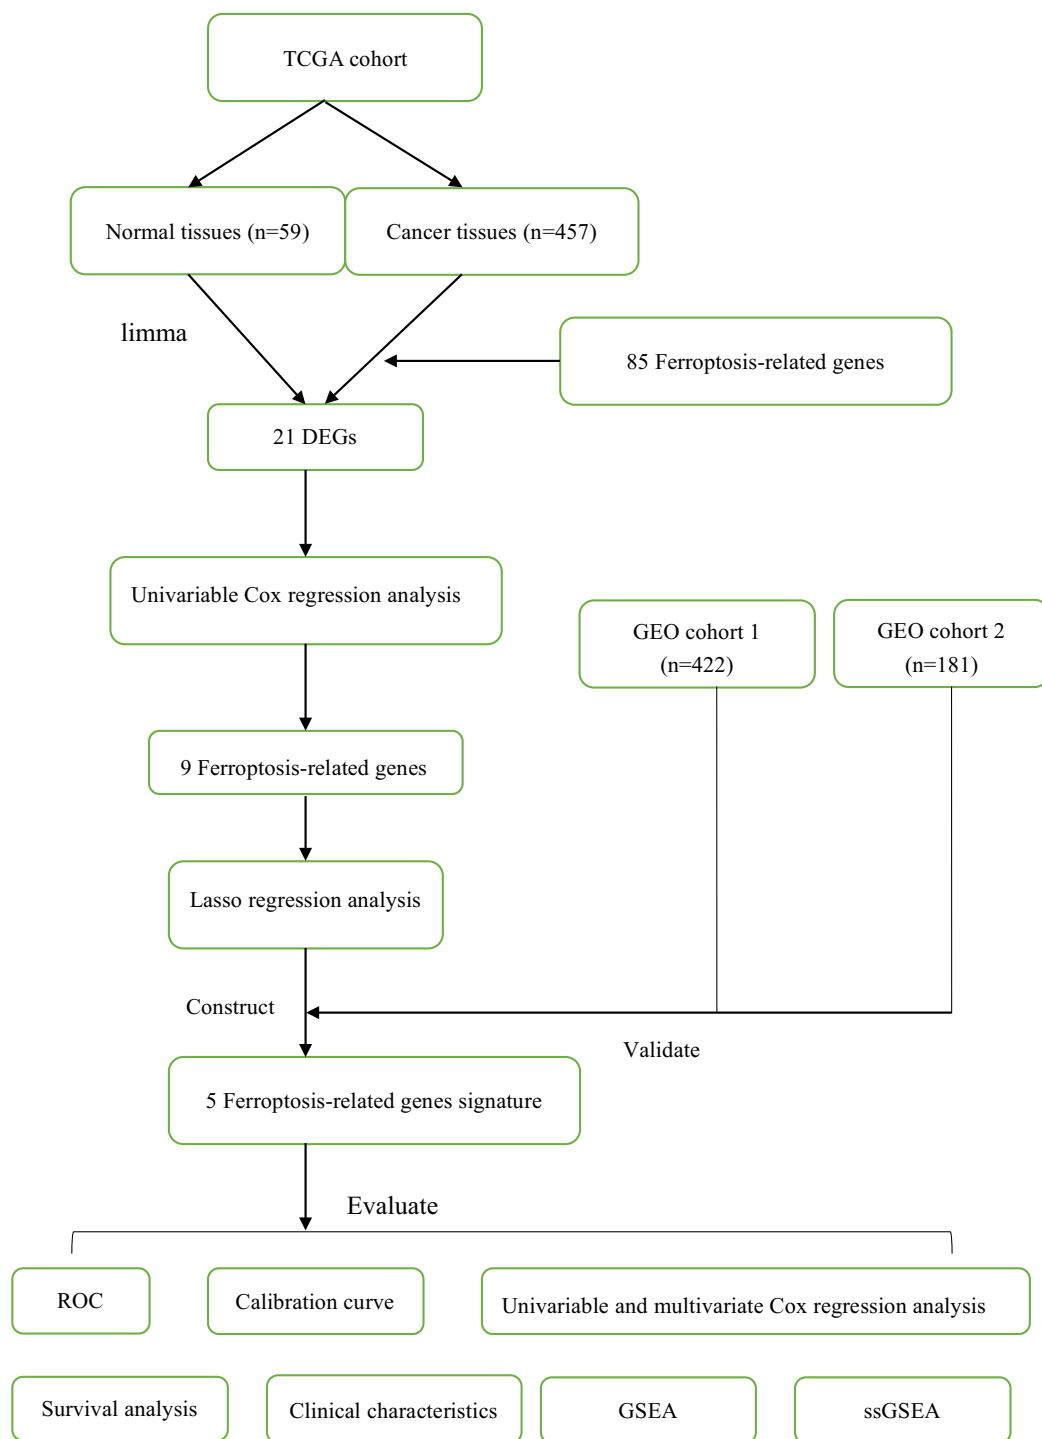 TCGA cohort
Normal tissues (n=59)
Cancer tissues (n=457)
limma
85 Ferroptosis-related genes
21 DEGs
Univariable Cox regression analysis
GEO cohort 1
(n=422)
GEO cohort 2
(n=181)
9 Ferroptosis-related genes
Lasso regression analysis
Construct
Validate
5 Ferroptosis-related genes signature
Evaluate
ROC
Calibration curve
Univariable and multivariate Cox regression analysis
Survival analysis
Clinical characteristics
GSEA
ssGSEA